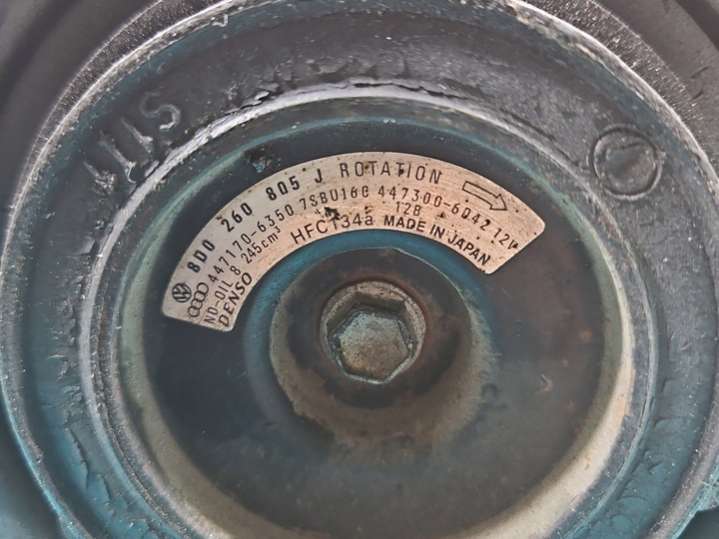 8D0 260 805 J ROTATION
447170-6350 7SBU16C 447300-6042 12V
ND-OIL 8 245cm³ 12B
DENSO HFC134a MADE IN JAPAN